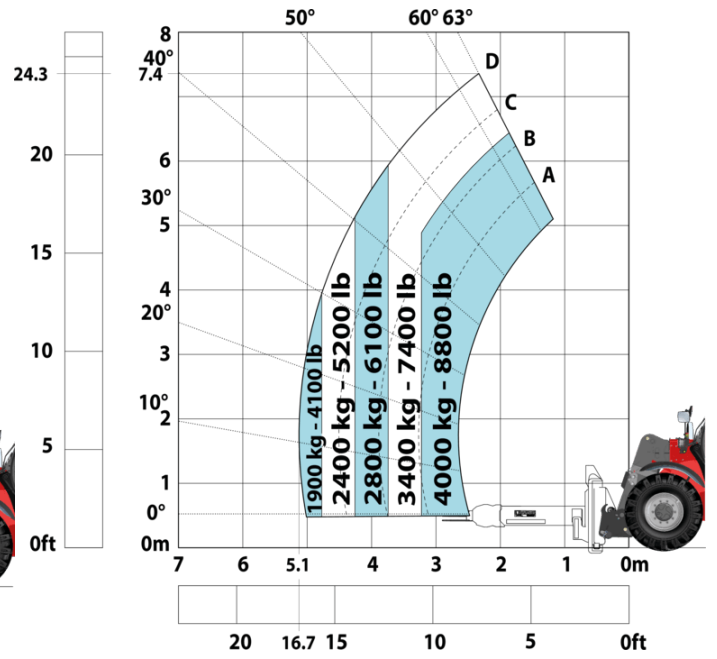 50°
60°
63°
8
40°
D
24.3
7.4
C
B
20
6
A
30°
5
15
4
20°
3
10
10°
2
5
1
0°
0ft
0m
1900 kg - 4100 lb
2400 kg - 5200 lb
2800 kg - 6100 lb
3400 kg - 7400 lb
4000 kg - 8800 lb
7 6 5.1 4 3 2 1 0m
20 16.7 15 10 5 0ft